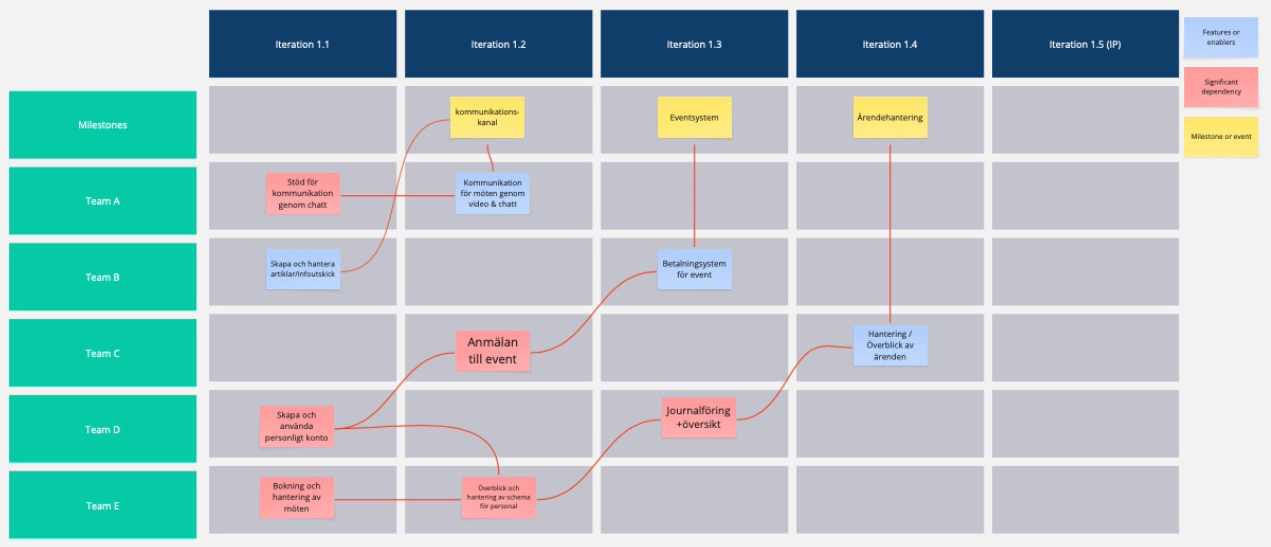 Iteration 1.1
Iteration 1.2
Iteration 1.3
Iteration 1.4
Iteration 1.5 (IP)
Features or
enablers
Significant
dependency
Milestone or event
Milestones
kommunikations-
kanal
Eventsystem
Ärendehantering
Team A
Stöd för
kommunikation
genom chatt
Kommunikation
för möten genom
video & chatt
Team B
Skapa och hantera
artiklar/infoutskick
Betalningsystem
för event
Team C
Anmälan
till event
Hantering /
Överblick av
ärenden
Team D
Skapa och
använda
personligt konto
Journalföring
+översikt
Team E
Bokning och
hantering av
möten
Överblick och
hantering av schema
för personal